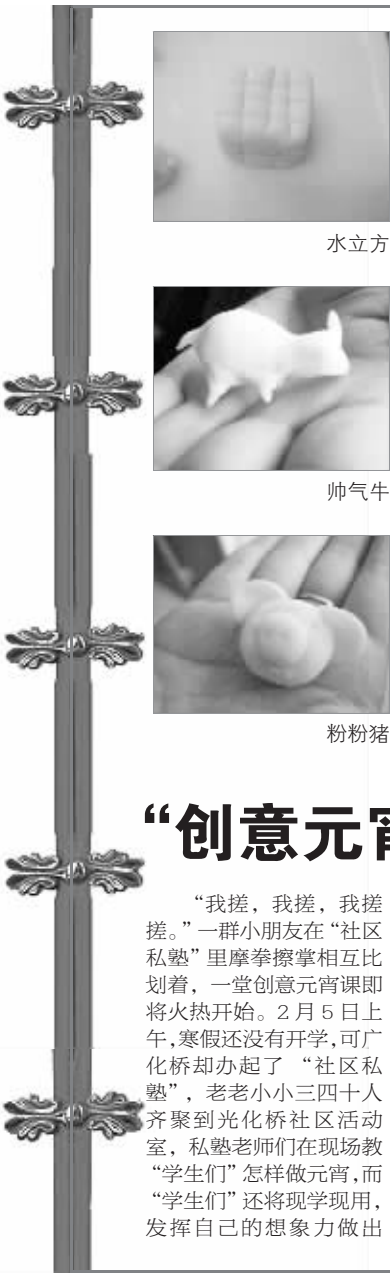 水立方
帅气牛
粉粉猪
“创意元宵
“我搓，我搓，我搓
搓。”一群小朋友在“社区
私塾”里摩拳擦掌相互比
划着，一堂创意元宵课即
将火热开始。2月5日上
午，寒假还没有开学，可广
化桥却办起了 “社区私
塾”，老老小小三四十人
齐聚到光化桥社区活动
室，私塾老师们在现场教
“学生们”怎样做元宵，而
“学生们”还将现学现用，
发挥自己的想象力做出